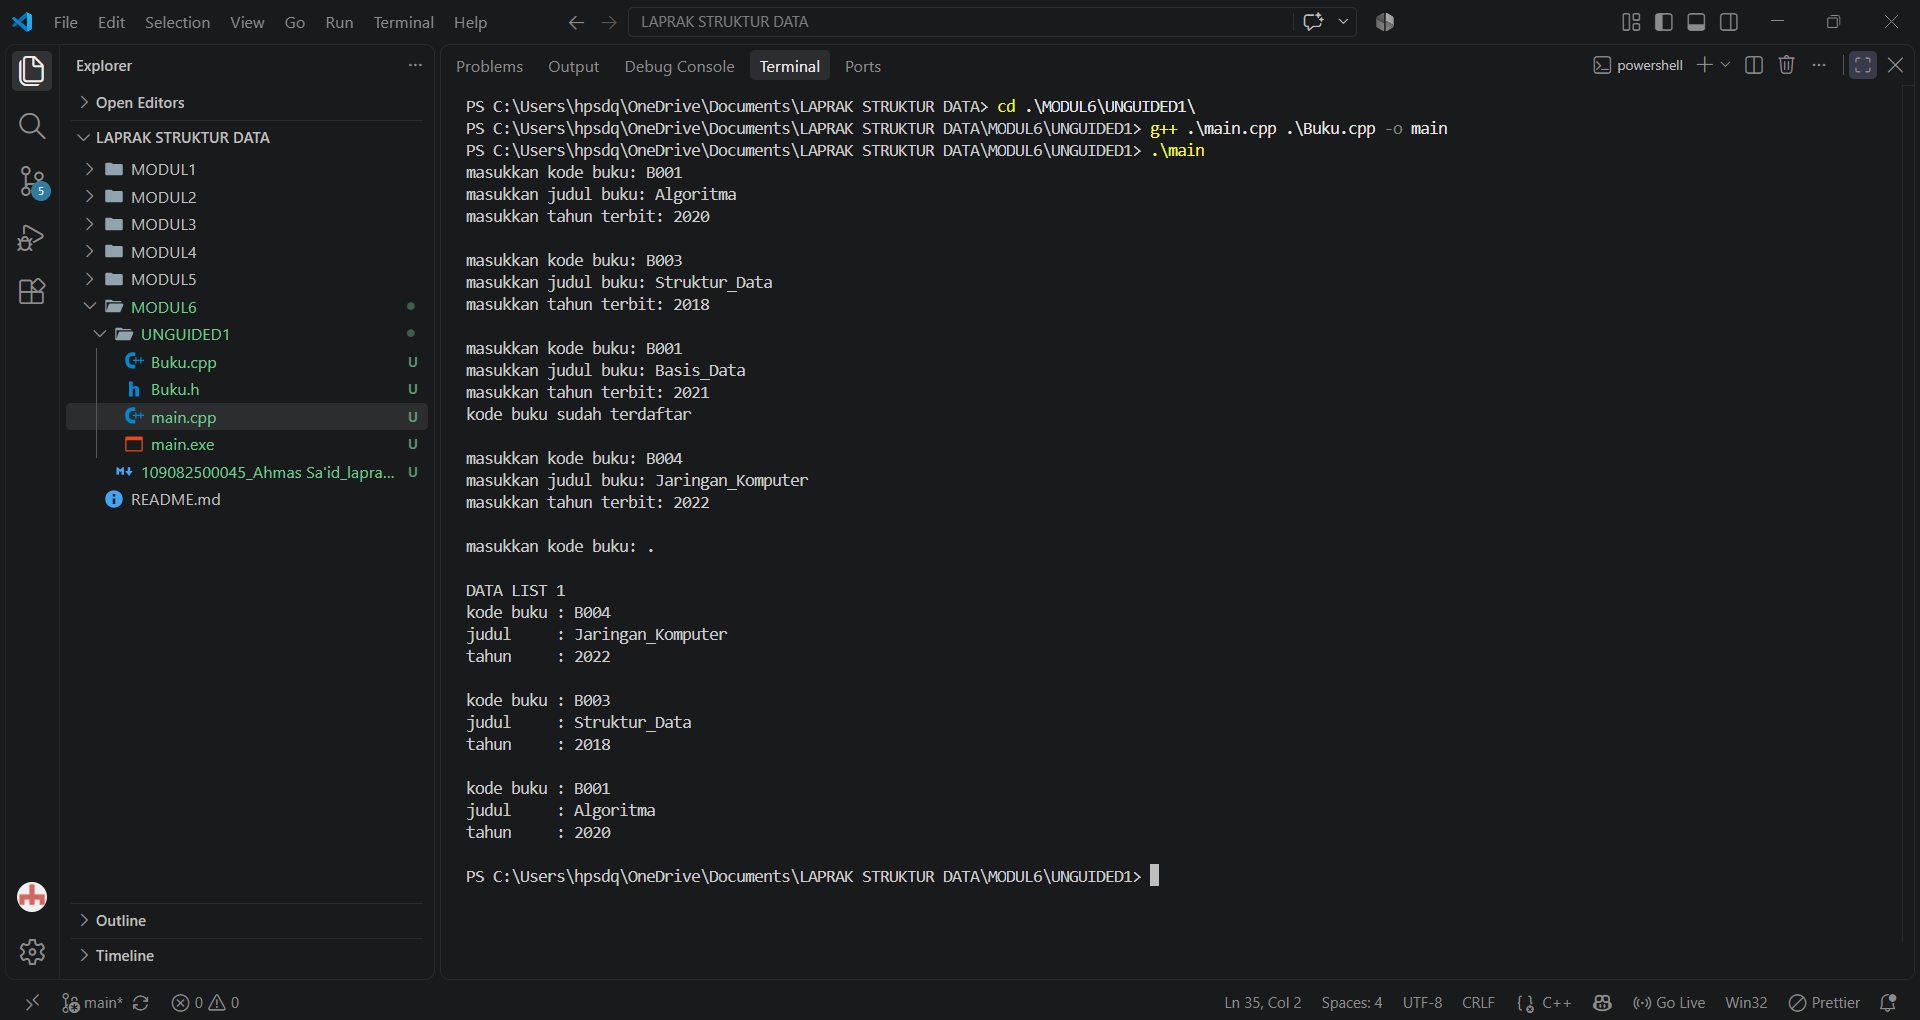 File Edit Selection View Go Run Terminal Help
LAPRAK STRUKTUR DATA
Explorer
Open Editors
LAPRAK STRUKTUR DATA
MODUL1
MODUL2
MODUL3
MODUL4
MODUL5
MODUL6
UNGUIDED1
Buku.cpp U
Buku.h U
main.cpp U
main.exe U
109082500045_Ahmas Sa'id_lapra... U
README.md
Outline
Timeline
5
Problems Output Debug Console Terminal Ports
powershell
PS C:\Users\hpsdq\OneDrive\Documents\LAPRAK STRUKTUR DATA> cd .\MODUL6\UNGUIDED1\
PS C:\Users\hpsdq\OneDrive\Documents\LAPRAK STRUKTUR DATA\MODUL6\UNGUIDED1> g++ .\main.cpp .\Buku.cpp -o main
PS C:\Users\hpsdq\OneDrive\Documents\LAPRAK STRUKTUR DATA\MODUL6\UNGUIDED1> .\main
masukkan kode buku: B001
masukkan judul buku: Algoritma
masukkan tahun terbit: 2020
masukkan kode buku: B003
masukkan judul buku: Struktur_Data
masukkan tahun terbit: 2018
masukkan kode buku: B001
masukkan judul buku: Basis_Data
masukkan tahun terbit: 2021
kode buku sudah terdaftar
masukkan kode buku: B004
masukkan judul buku: Jaringan_Komputer
masukkan tahun terbit: 2022
masukkan kode buku: .
DATA LIST 1
kode buku : B004
judul     : Jaringan_Komputer
tahun     : 2022
kode buku : B003
judul     : Struktur_Data
tahun     : 2018
kode buku : B001
judul     : Algoritma
tahun     : 2020
PS C:\Users\hpsdq\OneDrive\Documents\LAPRAK STRUKTUR DATA\MODUL6\UNGUIDED1>
main* 0 0 Ln 35, Col 2 Spaces: 4 UTF-8 CRLF C++ Go Live Win32 Prettier